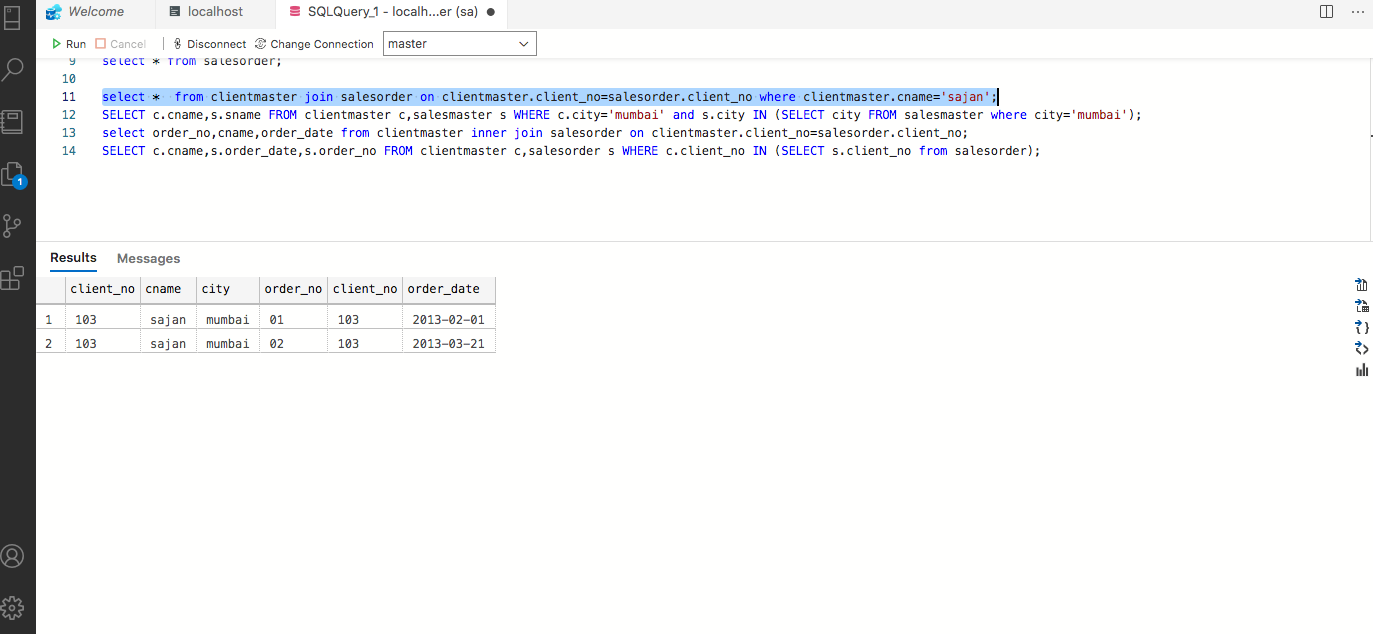 Welcome localhost SQLQuery_1 - localh...er (sa)
Run Cancel Disconnect Change Connection master
9 select * from salesorder;
10
11 select * from clientmaster join salesorder on clientmaster.client_no=salesorder.client_no where clientmaster.cname='sajan';
12 SELECT c.cname,s.sname FROM clientmaster c,salesmaster s WHERE c.city='mumbai' and s.city IN (SELECT city FROM salesmaster where city='mumbai');
13 select order_no,cname,order_date from clientmaster inner join salesorder on clientmaster.client_no=salesorder.client_no;
14 SELECT c.cname,s.order_date,s.order_no FROM clientmaster c,salesorder s WHERE c.client_no IN (SELECT s.client_no from salesorder);
1
Results Messages
client_no cname city order_no client_no order_date
1 103 sajan mumbai 01 103 2013-02-01
2 103 sajan mumbai 02 103 2013-03-21